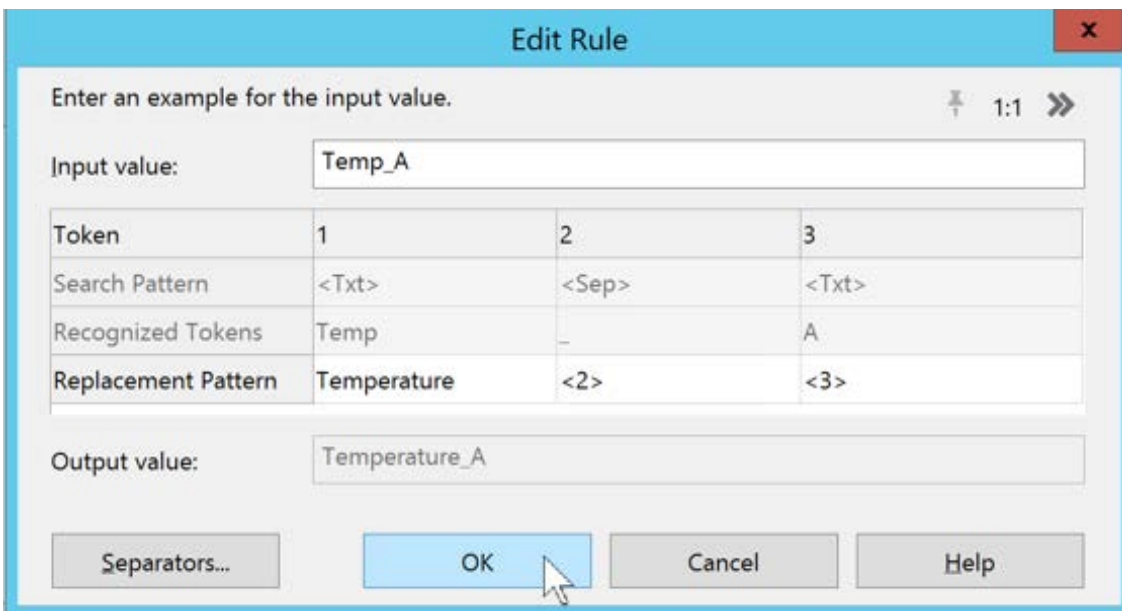 Edit Rule
x
Enter an example for the input value.
1:1
Input value: Temp_A
Token 1 2 3
Search Pattern <Txt> <Sep> <Txt>
Recognized Tokens Temp _ A
Replacement Pattern Temperature <2> <3>
Output value: Temperature_A
Separators... OK Cancel Help